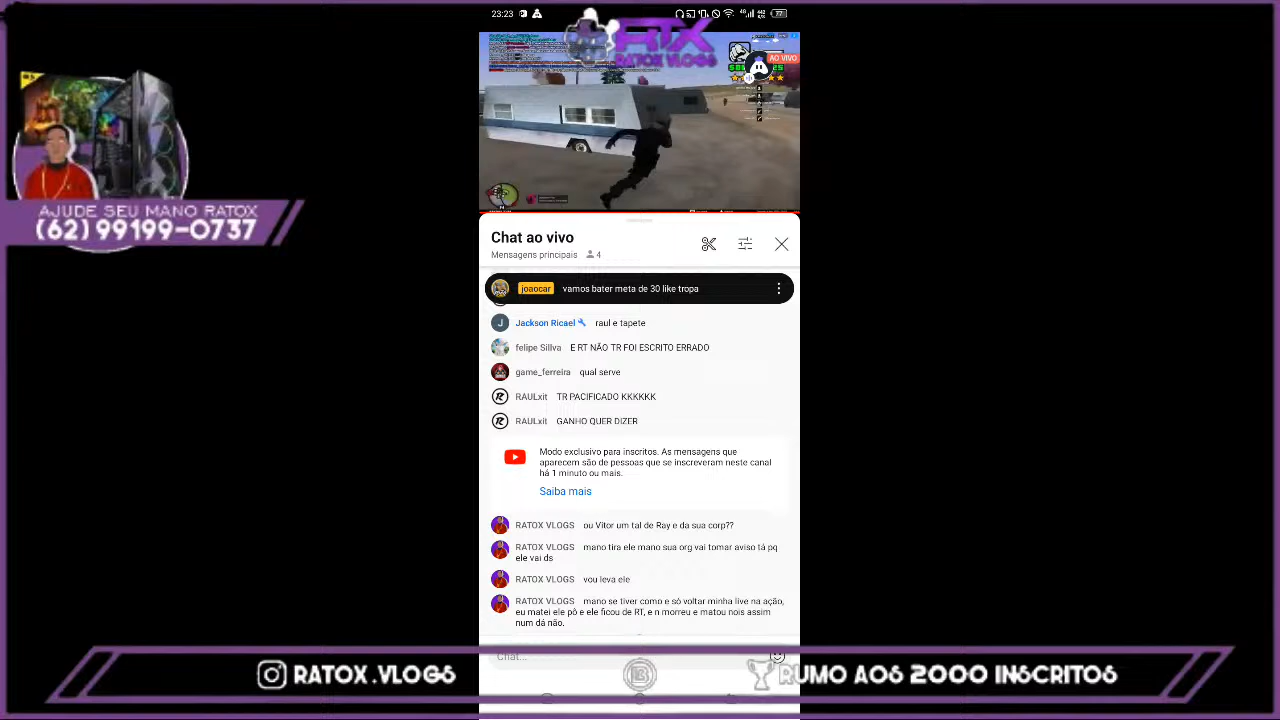 23:23
77
RTX
RATOX VLOGS
AO VIVO
AJUDE SEU MANO RATOX
(62) 99199-0737
Chat ao vivo
Mensagens principais 4
joaocar vamos bater meta de 30 like tropa
J Jackson Ricael raul e tapete
felipe Sillva E RT NÃO TR FOI ESCRITO ERRADO
game_ferreira qual serve
RAULxit TR PACIFICADO KKKKKK
RAULxit GANHO QUER DIZER
Modo exclusivo para inscritos. As mensagens que
aparecem são de pessoas que se inscreveram neste canal
há 1 minuto ou mais.
Saiba mais
RATOX VLOGS ou Vitor um tal de Ray e da sua corp??
RATOX VLOGS mano tira ele mano sua org vai tomar aviso tá pq
ele vai ds
RATOX VLOGS vou leva ele
RATOX VLOGS mano se tiver como e só voltar minha live na ação,
eu matei ele pô e ele ficou de RT, e n morreu e matou nois assim
num dá não.
Chat...
RATOX.VLOGS
RUMO AOS 2000 INSCRITOS